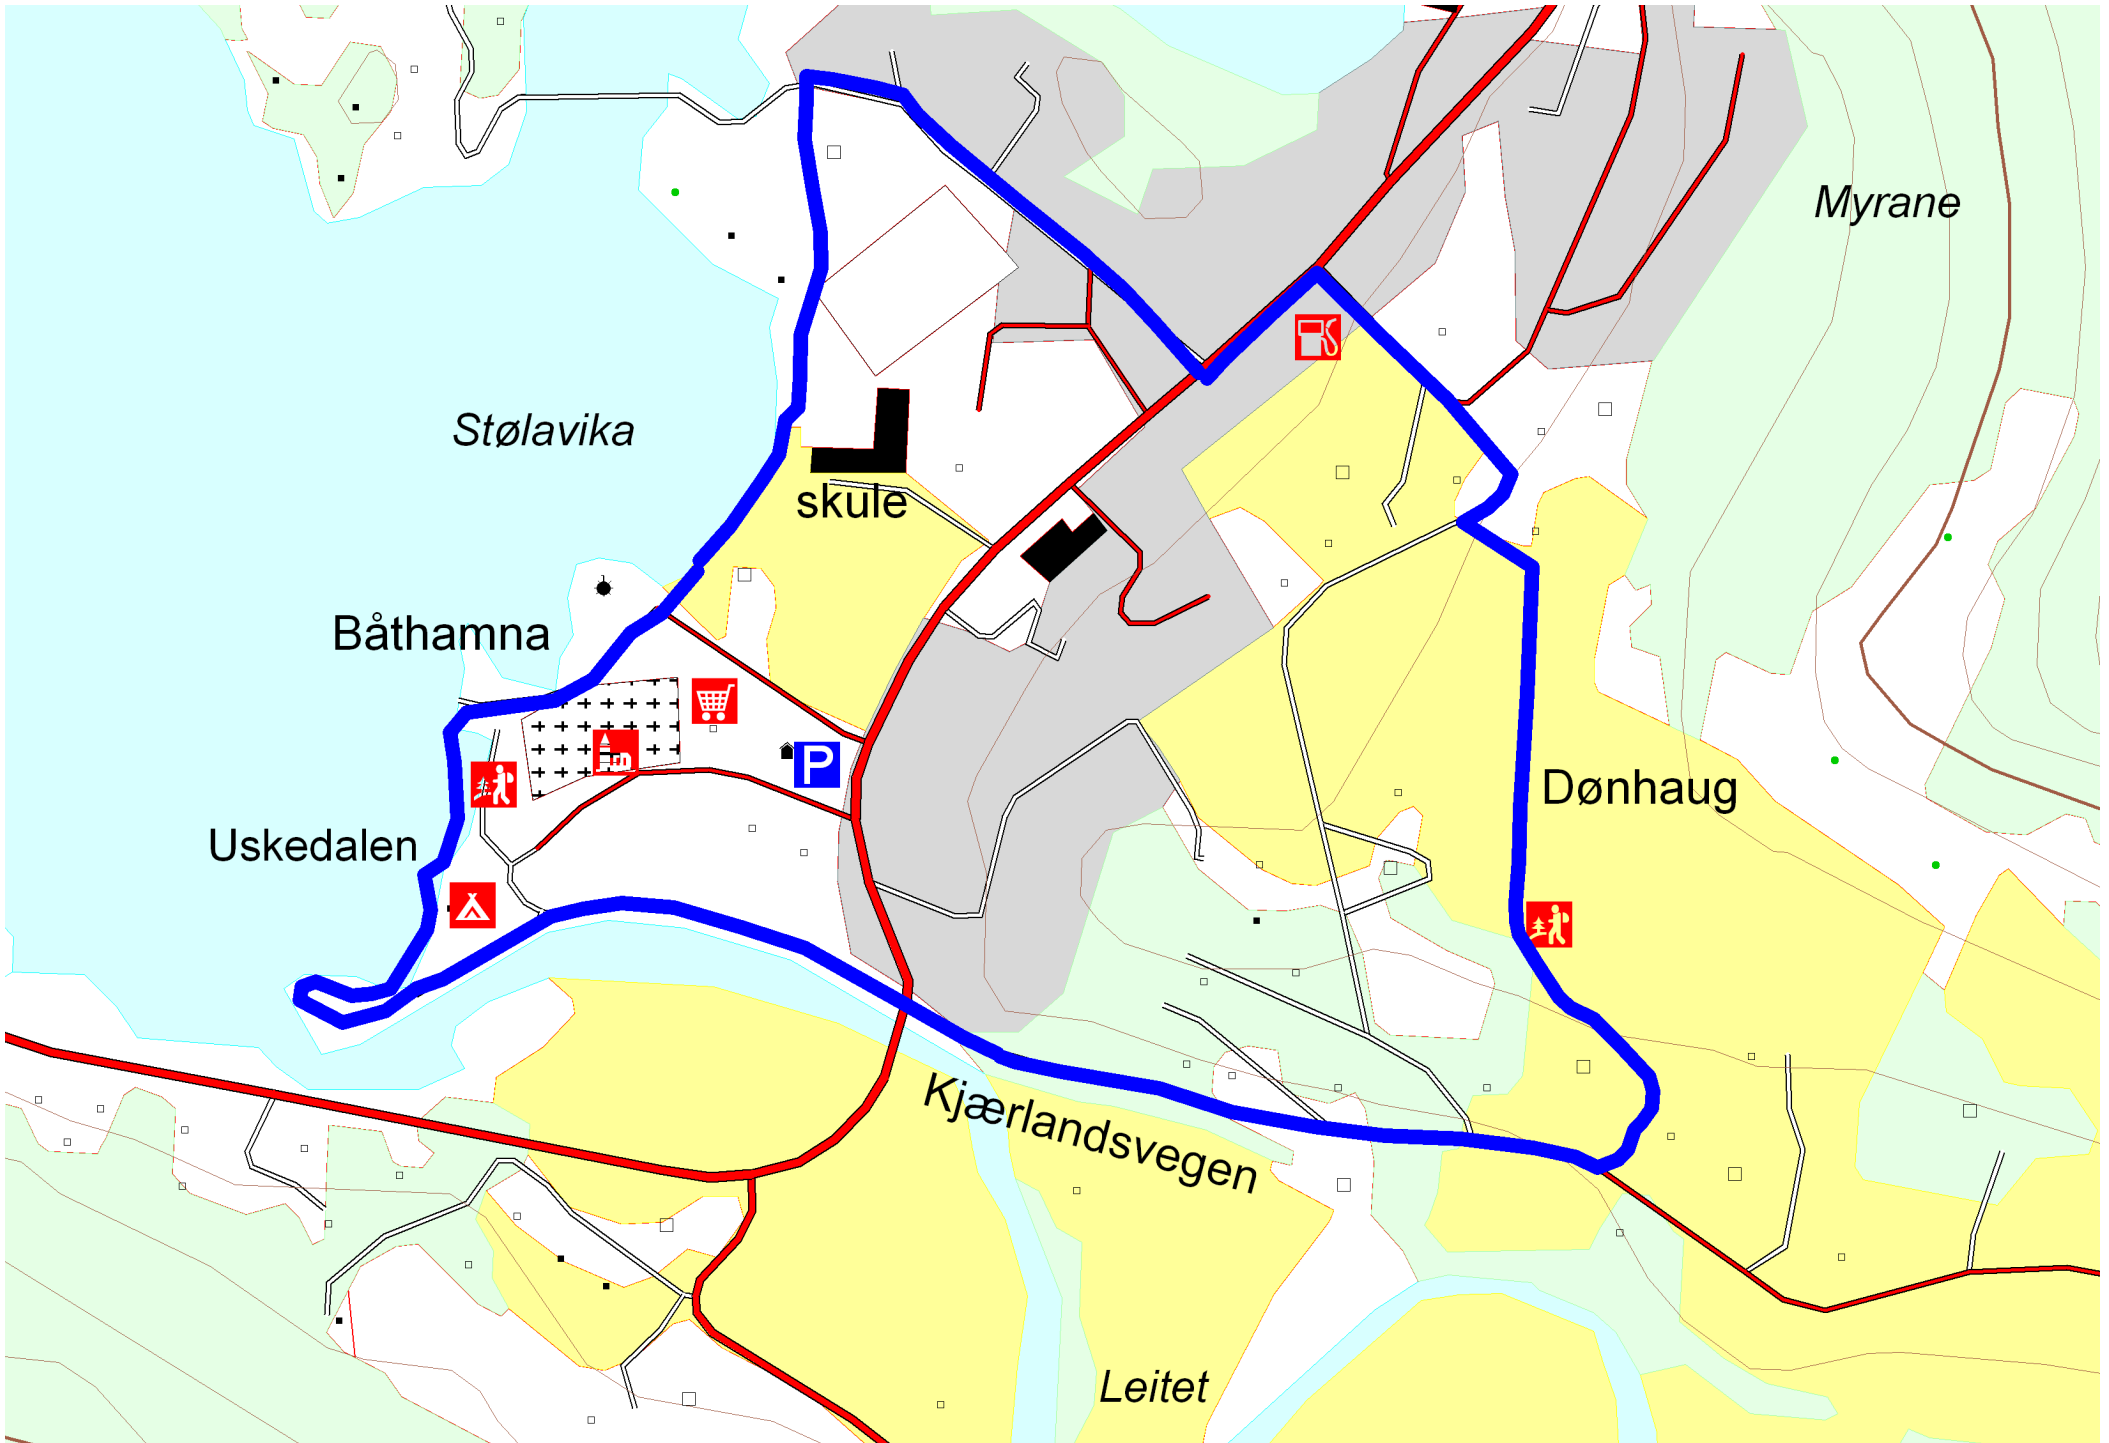 Myrane
Stølavika
skule
Båthamna
P
Dønhaug
Uskedalen
Kjærlandsvegen
Leitet